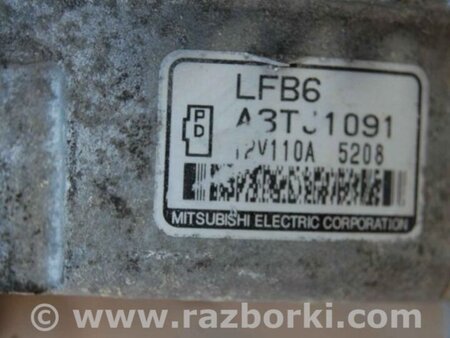 LFB6
P
D
A3TJ1091
12V110A 5208
MITSUBISHI ELECTRIC CORPORATION
© www.razborki.com